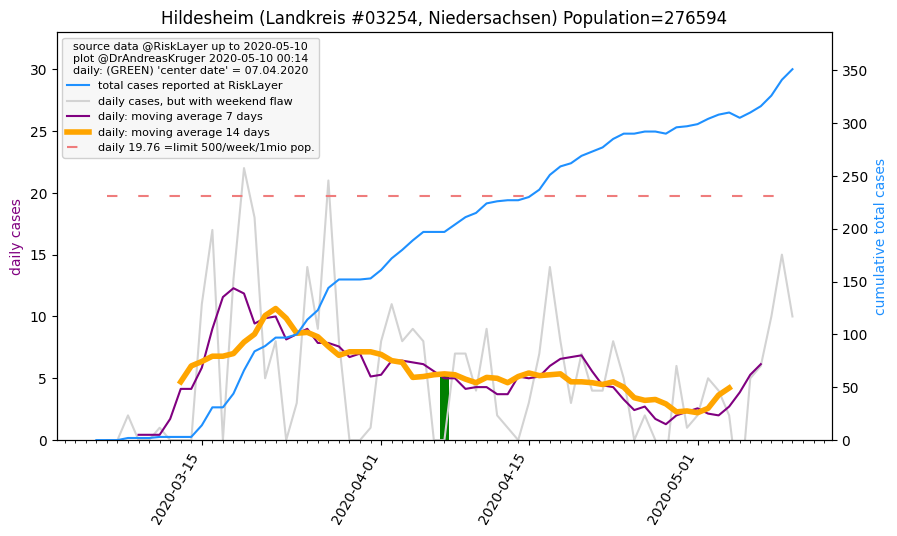 Hildesheim (Landkreis #03254, Niedersachsen) Population=276594
source data @RiskLayer up to 2020-05-10
plot @DrAndreasKruger 2020-05-10 00:14
daily: (GREEN) 'center date' = 07.04.2020
total cases reported at RiskLayer
daily cases, but with weekend flaw
daily: moving average 7 days
daily: moving average 14 days
daily 19.76 =limit 500/week/1mio pop.
daily cases
30
25
20
15
10
5
0
350
300
250
200
150
100
50
0
cumulative total cases
2020-03-15
2020-04-01
2020-04-15
2020-05-01